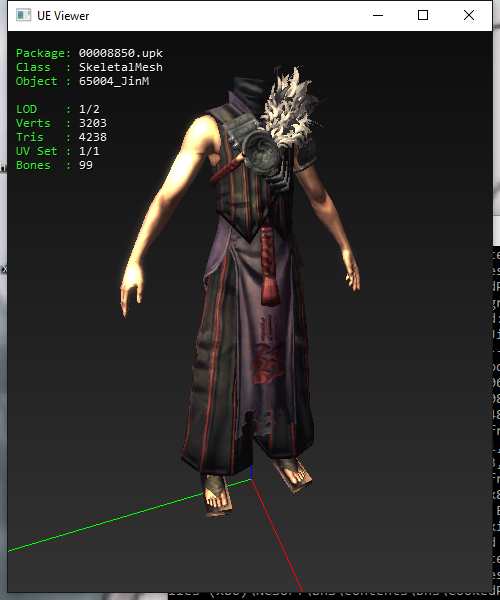 UE Viewer
Package: 00008850.upk
Class : SkeletalMesh
Object : 65004_JinM
LOD : 1/2
Verts : 3203
Tris : 4238
UV Set : 1/1
Bones : 99